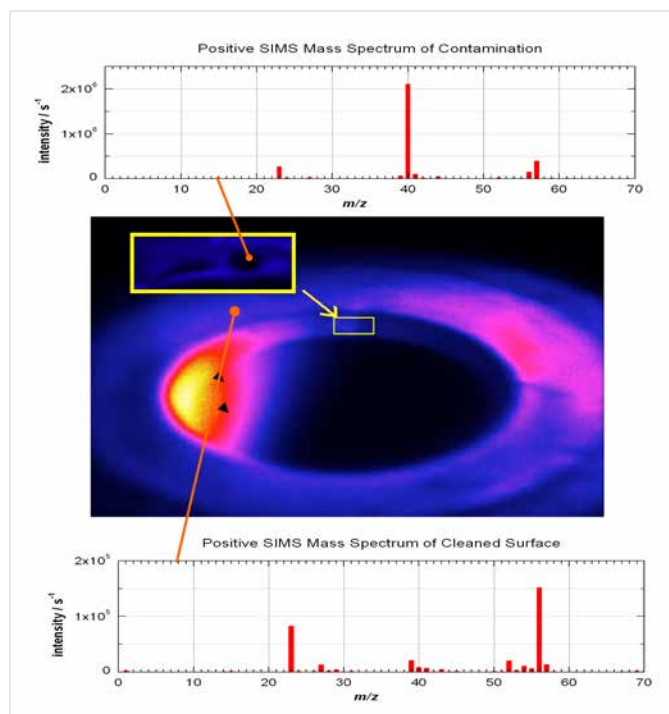 Positive SIMS Mass Spectrum of Contamination
intensity / s⁻¹
2x10⁶
1x10⁶
0
0 10 20 30 40 50 60 70
m/z
Positive SIMS Mass Spectrum of Cleaned Surface
intensity / s⁻¹
2x10⁵
1x10⁵
0
0 10 20 30 40 50 60 70
m/z